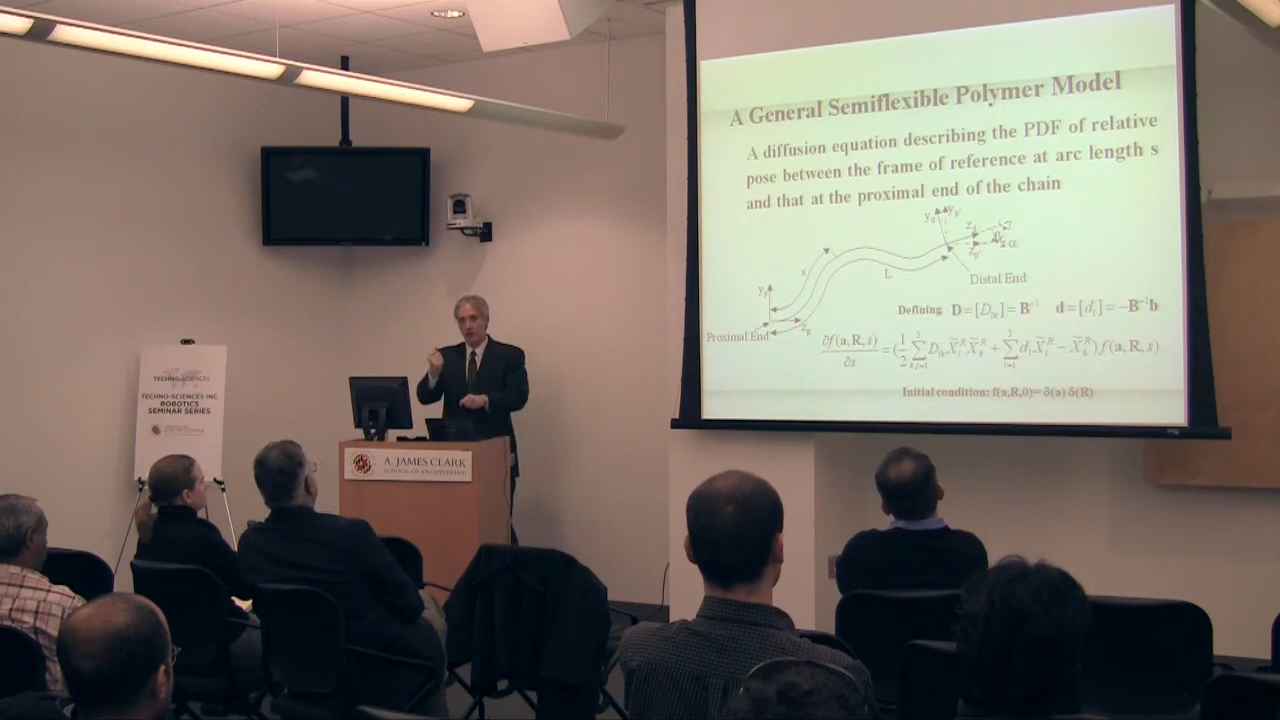 A General Semiflexible Polymer Model
A diffusion equation describing the PDF of relative
pose between the frame of reference at arc length s
and that at the proximal end of the chain
s
L
Distal End
Proximal End
Defining D=[D_lk]=B⁻¹ d=[d_l]=−B⁻¹b
∂f(a,R,s)/∂s = (1/2 ∑_{k,l=1}^{3} D_lk X̃_l^R X̃_k^R + ∑_{l=1}^{3} d_l X̃_l^R − X̃_6^R) f(a,R,s)
Initial condition: f(a,R,0)= δ(a) δ(R)
TECHNO-SCIENCES
TECHNO-SCIENCES INC.
ROBOTICS
SEMINAR SERIES
A. JAMES CLARK
SCHOOL OF ENGINEERING